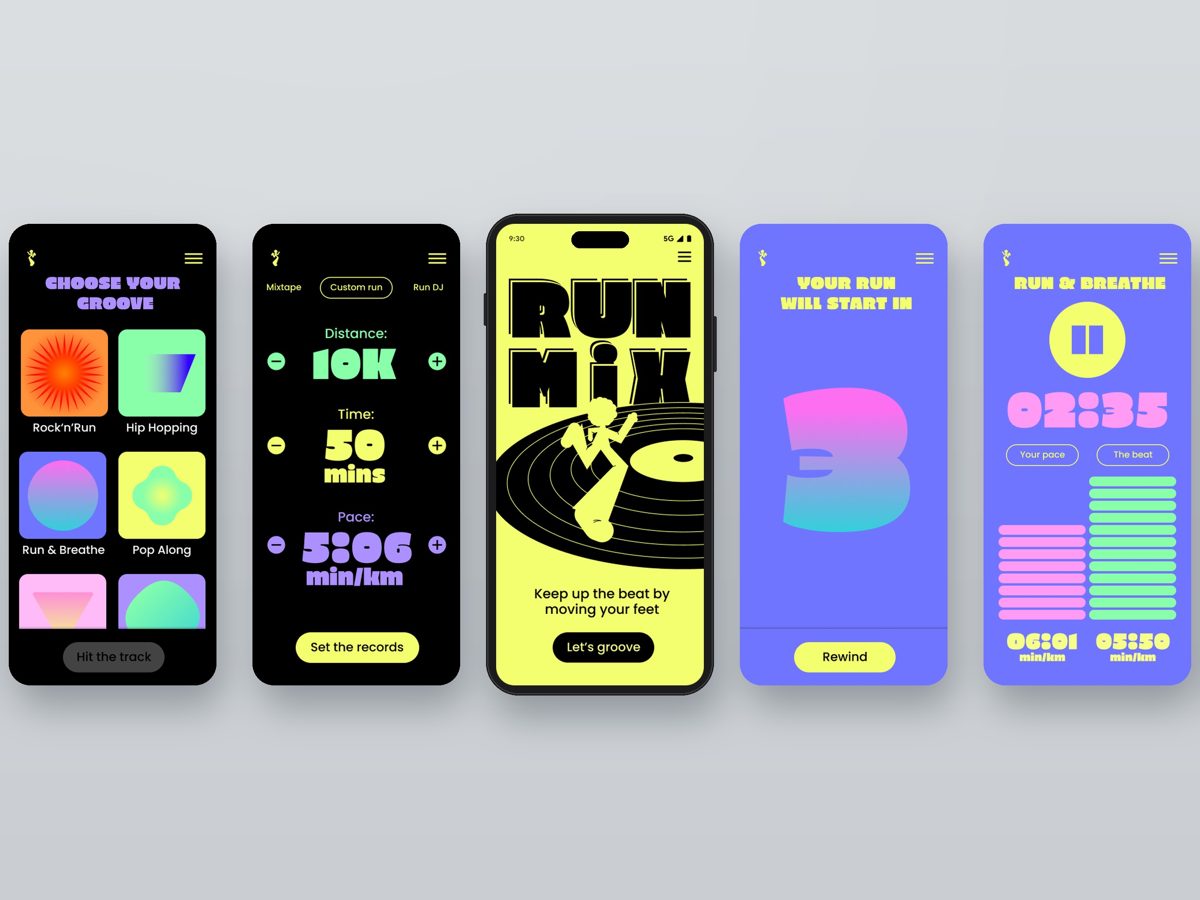 CHOOSE YOUR
GROOVE
Rock'n'Run
Hip Hopping
Run & Breathe
Pop Along
Hit the track
Mixtape
Custom run
Run DJ
Distance:
10K
Time:
50
mins
Pace:
5:06
min/km
Set the records
9:30
5G
RUN
MiX
Keep up the beat by
moving your feet
Let's groove
YOUR RUN
WILL START IN
3
Rewind
RUN & BREATHE
02:35
Your pace
The beat
06:01
min/km
05:50
min/km